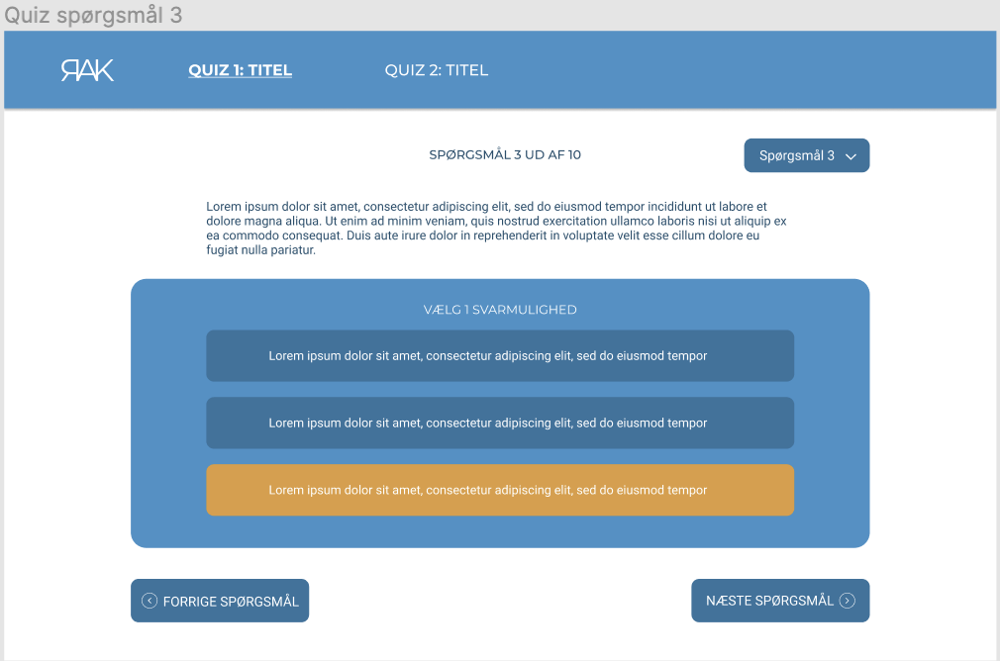 Quiz spørgsmål 3
ЯAK
QUIZ 1: TITEL
QUIZ 2: TITEL
SPØRGSMÅL 3 UD AF 10
Spørgsmål 3
Lorem ipsum dolor sit amet, consectetur adipiscing elit, sed do eiusmod tempor incididunt ut labore et
dolore magna aliqua. Ut enim ad minim veniam, quis nostrud exercitation ullamco laboris nisi ut aliquip ex
ea commodo consequat. Duis aute irure dolor in reprehenderit in voluptate velit esse cillum dolore eu
fugiat nulla pariatur.
VÆLG 1 SVARMULIGHED
Lorem ipsum dolor sit amet, consectetur adipiscing elit, sed do eiusmod tempor
Lorem ipsum dolor sit amet, consectetur adipiscing elit, sed do eiusmod tempor
Lorem ipsum dolor sit amet, consectetur adipiscing elit, sed do eiusmod tempor
FORRIGE SPØRGSMÅL
NÆSTE SPØRGSMÅL